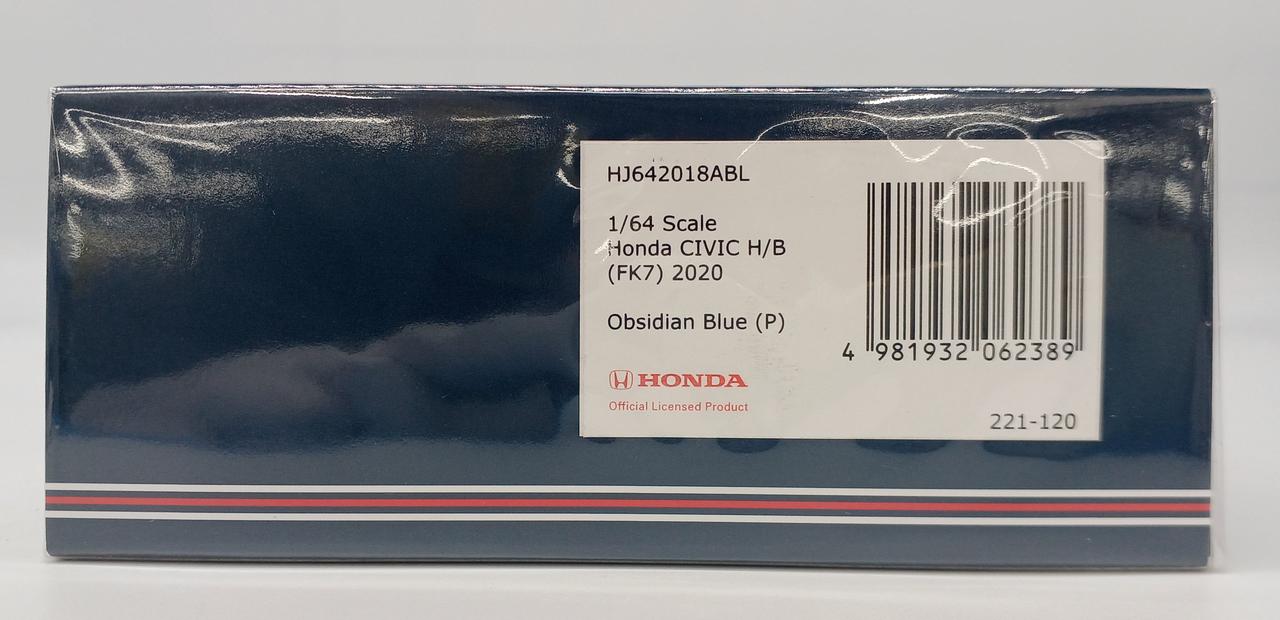 HJ642018ABL
1/64 Scale
Honda CIVIC H/B
(FK7) 2020
Obsidian Blue (P)
HONDA
Official Licensed Product
4 981932 062389
221-120